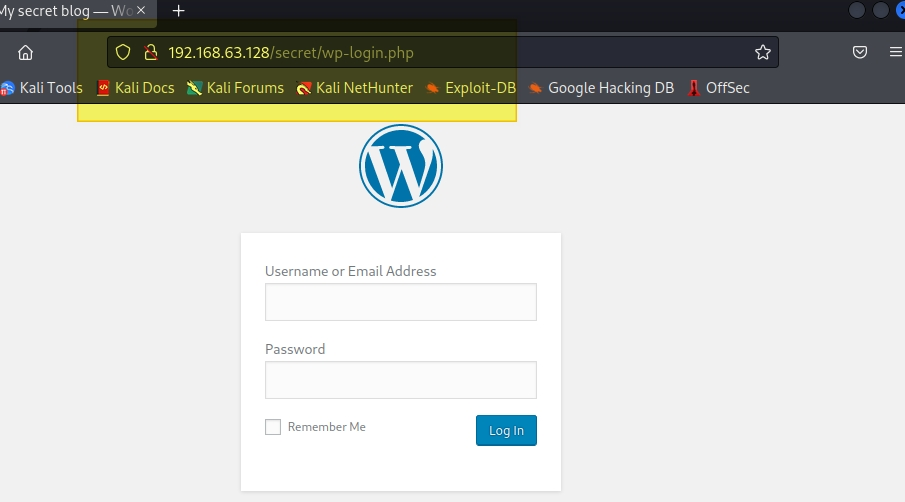 My secret blog — Wo
192.168.63.128/secret/wp-login.php
Kali Tools Kali Docs Kali Forums Kali NetHunter Exploit-DB Google Hacking DB OffSec
Username or Email Address
Password
Remember Me Log In